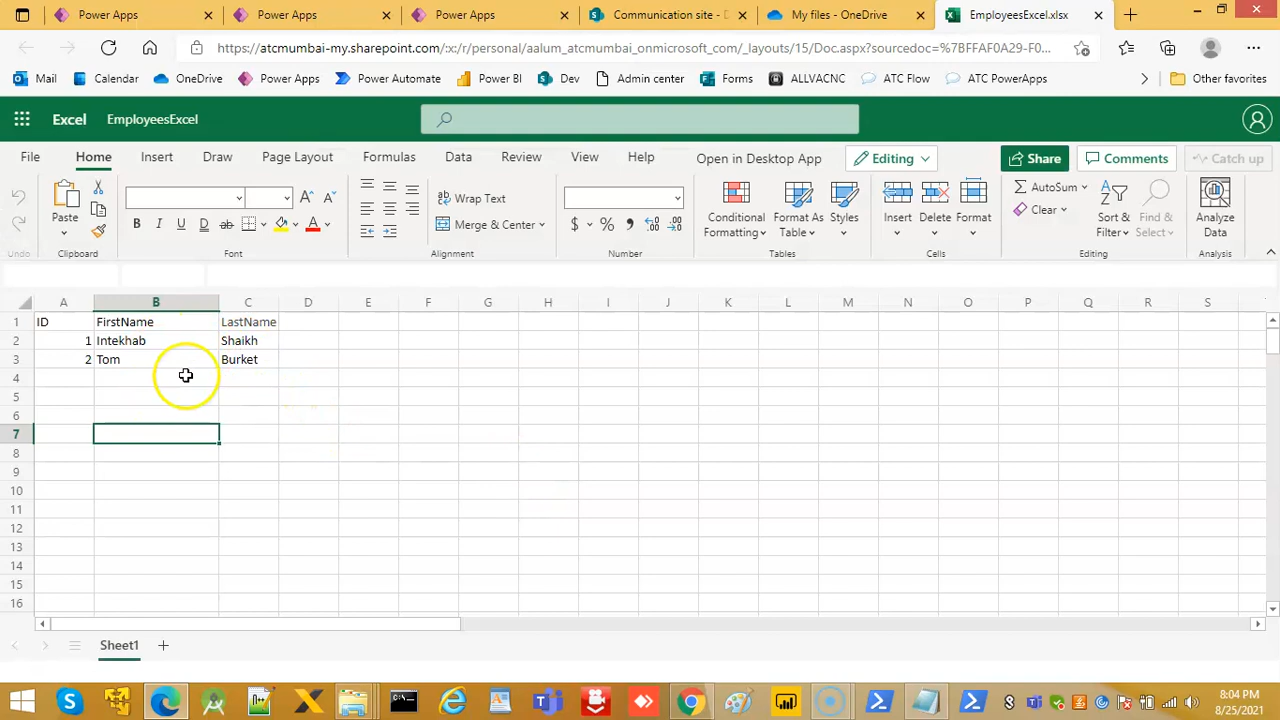 Power Apps
Power Apps
Power Apps
Communication site - D
My files - OneDrive
EmployeesExcel.xlsx
https://atcmumbai-my.sharepoint.com/:x:/r/personal/aalum_atcmumbai_onmicrosoft_com/_layouts/15/Doc.aspx?sourcedoc=%7BFFAF0A29-F0...
Mail
Calendar
OneDrive
Power Apps
Power Automate
Power BI
Dev
Admin center
Forms
ALLVACNC
ATC Flow
ATC PowerApps
Other favorites
Excel
EmployeesExcel
File
Home
Insert
Draw
Page Layout
Formulas
Data
Review
View
Help
Open in Desktop App
Editing
Share
Comments
Catch up
Undo
Paste
Clipboard
B I U D
A
Font
Wrap Text
Merge & Center
Alignment
$ % 9
Number
Conditional
Formatting
Format As
Table
Styles
Tables
Insert
Delete
Format
Cells
AutoSum
Clear
Sort &
Filter
Find &
Select
Editing
Analyze
Data
Analysis
A B C D E F G H I J K L M N O P Q R S
1 ID FirstName LastName
2 1 Intekhab Shaikh
3 2 Tom Burket
4
5
6
7
8
9
10
11
12
13
14
15
16
Sheet1
8:04 PM
8/25/2021